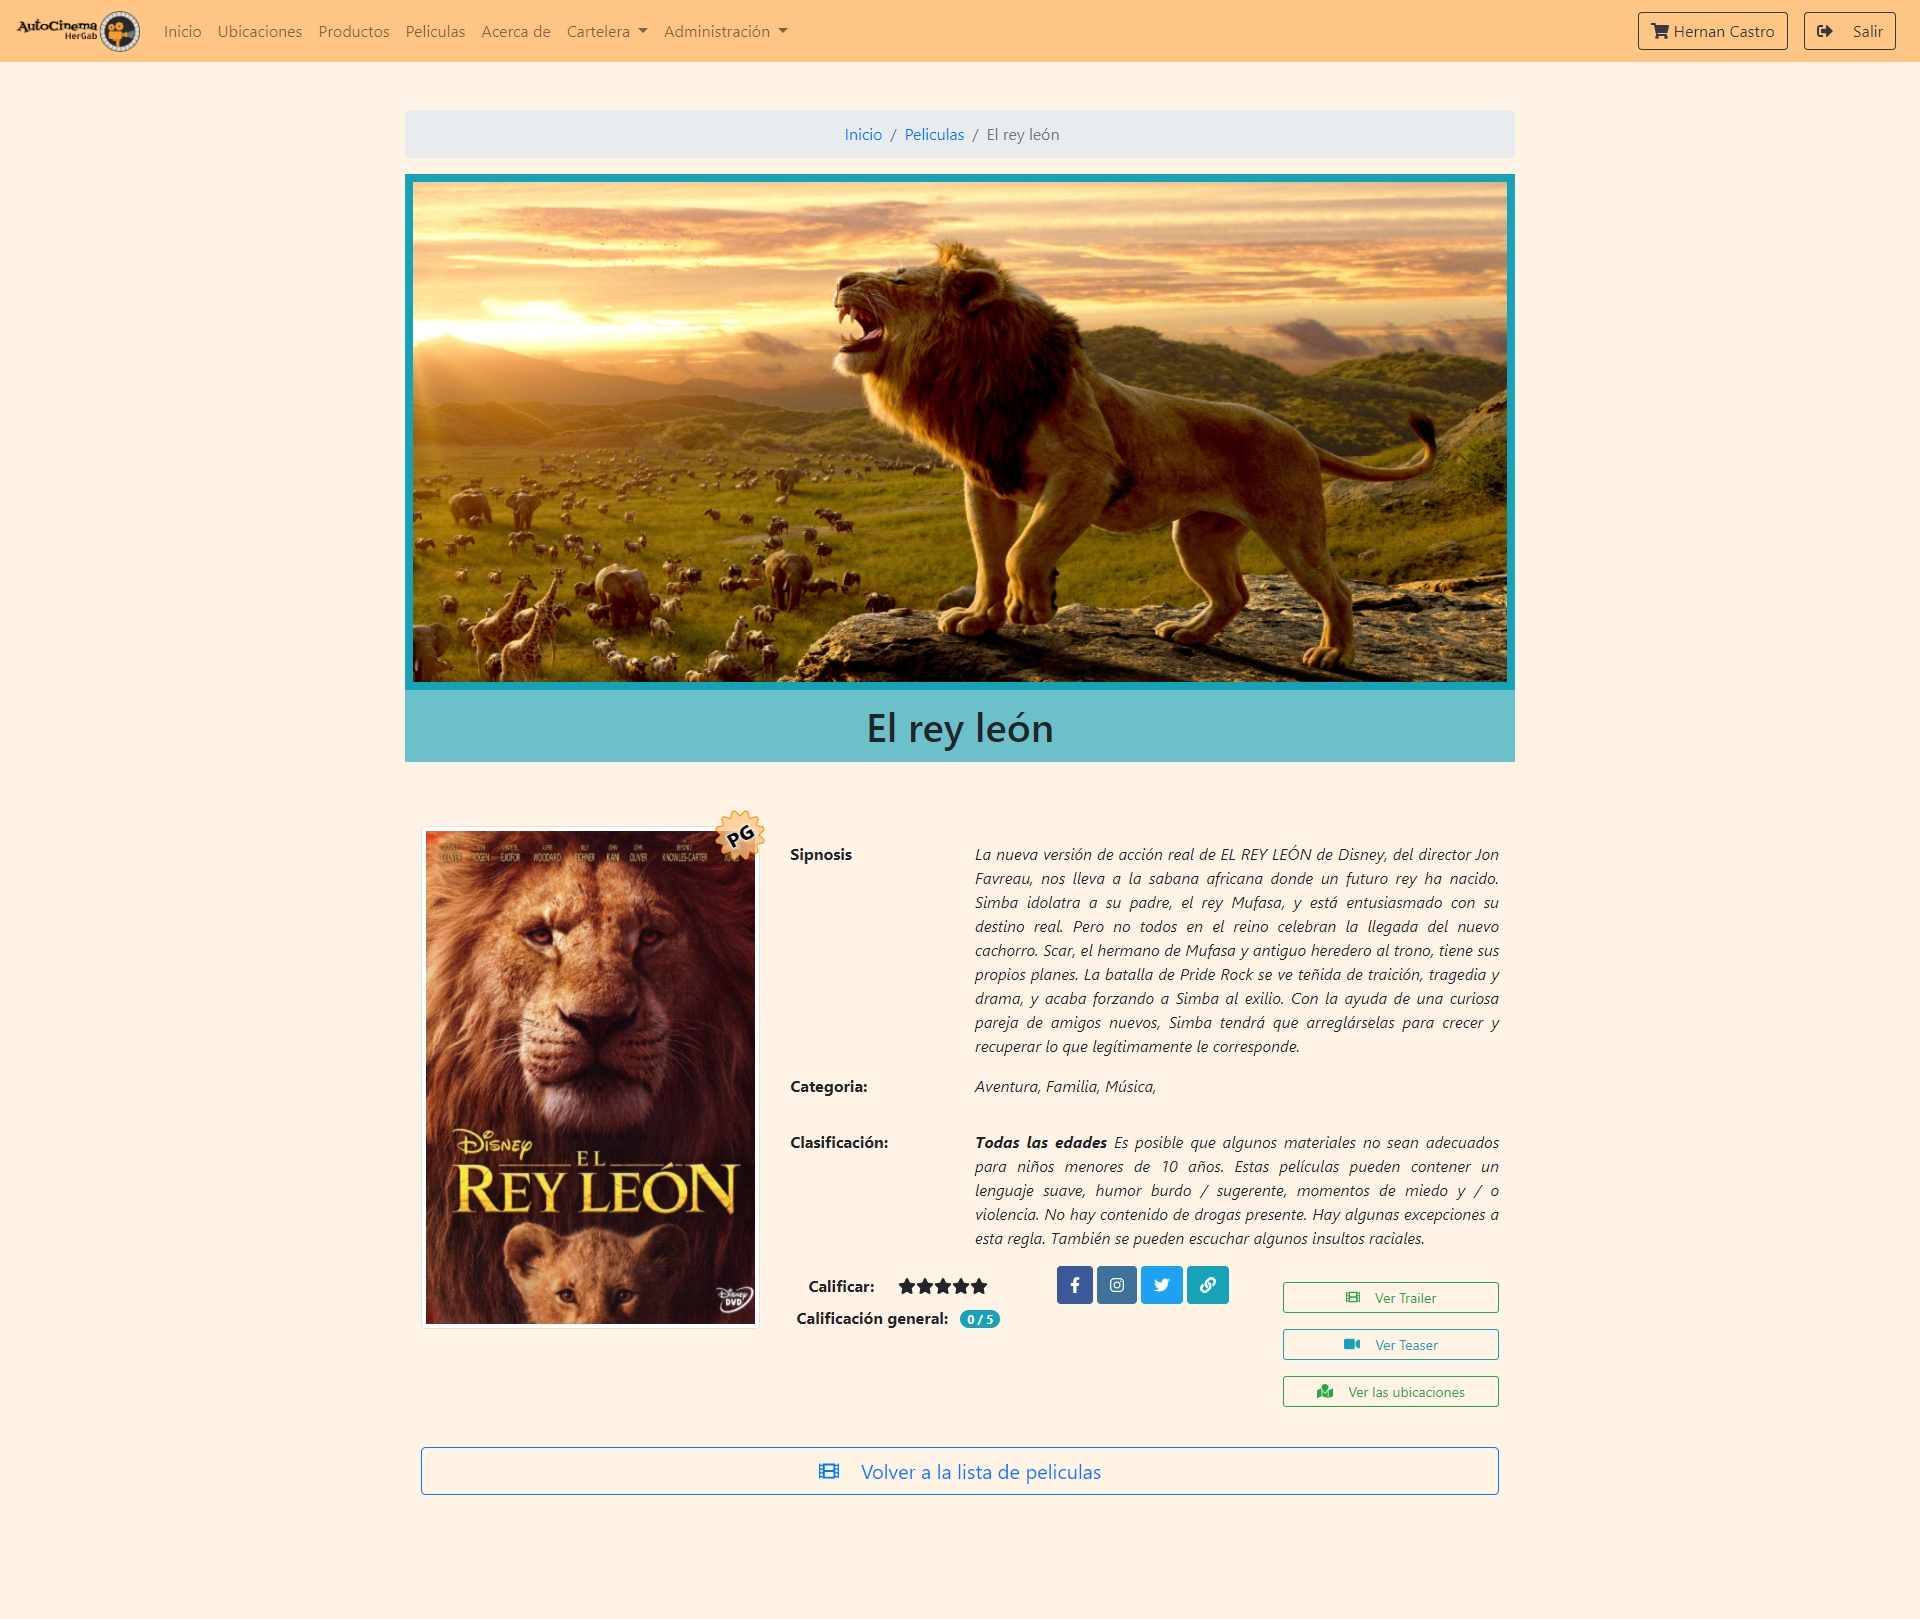 AutoCinema
HerGab
Inicio Ubicaciones Productos Peliculas Acerca de Cartelera Administración
Hernan Castro
Salir
Inicio / Peliculas / El rey león
El rey león
PG
WOODARD EICHNER KANI OLIVER KNOWLES-CARTER
Disney
EL
REY LEÓN
Disney
DVD
Sipnosis
La nueva versión de acción real de EL REY LEÓN de Disney, del director Jon
Favreau, nos lleva a la sabana africana donde un futuro rey ha nacido.
Simba idolatra a su padre, el rey Mufasa, y está entusiasmado con su
destino real. Pero no todos en el reino celebran la llegada del nuevo
cachorro. Scar, el hermano de Mufasa y antiguo heredero al trono, tiene sus
propios planes. La batalla de Pride Rock se ve teñida de traición, tragedia y
drama, y acaba forzando a Simba al exilio. Con la ayuda de una curiosa
pareja de amigos nuevos, Simba tendrá que arreglárselas para crecer y
recuperar lo que legítimamente le corresponde.
Categoria:
Aventura, Familia, Música,
Clasificación:
Todas las edades Es posible que algunos materiales no sean adecuados
para niños menores de 10 años. Estas películas pueden contener un
lenguaje suave, humor burdo / sugerente, momentos de miedo y / o
violencia. No hay contenido de drogas presente. Hay algunas excepciones a
esta regla. También se pueden escuchar algunos insultos raciales.
Calificar:
Calificación general: 0 / 5
Ver Trailer
Ver Teaser
Ver las ubicaciones
Volver a la lista de peliculas